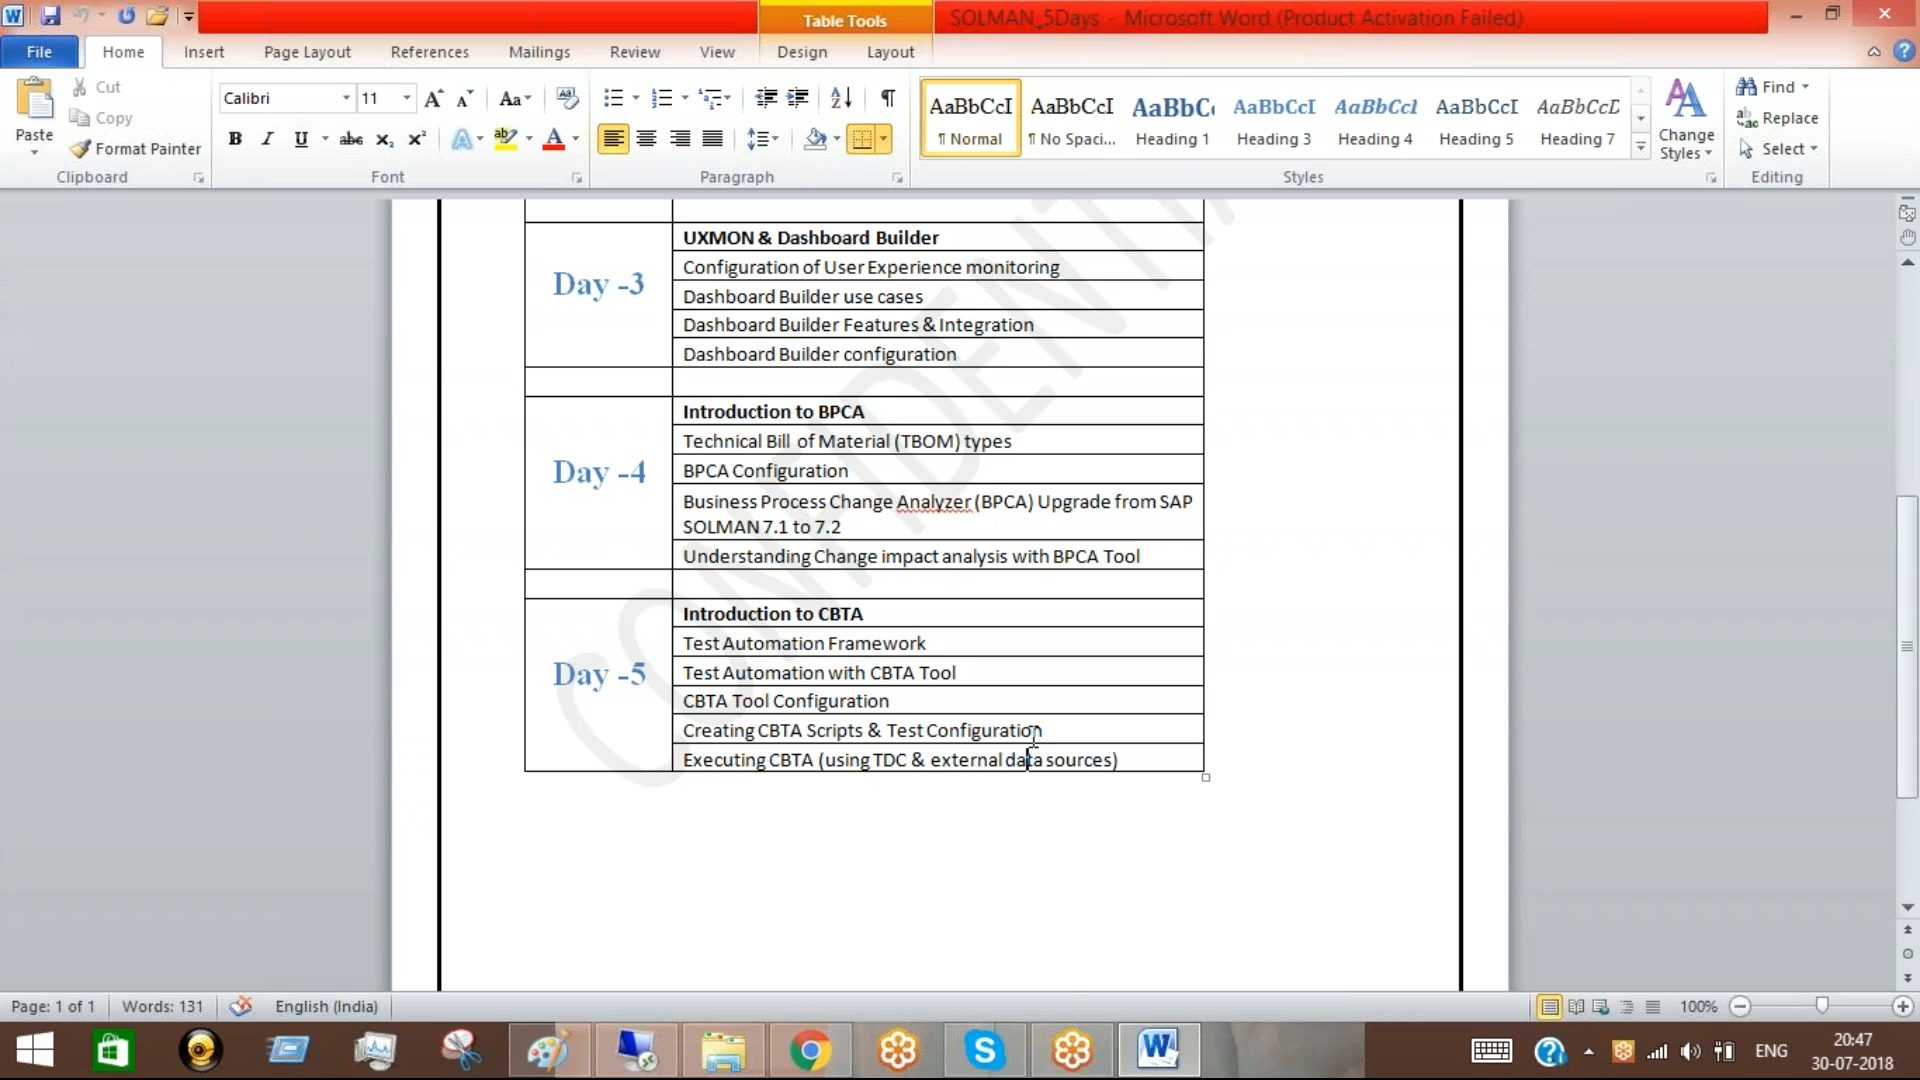 Table Tools
SOLMAN_5Days - Microsoft Word (Product Activation Failed)
File
Home
Insert
Page Layout
References
Mailings
Review
View
Design
Layout
Paste
Cut
Copy
Format Painter
Clipboard
Calibri
11
Font
Paragraph
AaBbCcI
¶ Normal
AaBbCcI
¶ No Spaci...
AaBbC
Heading 1
AaBbCcI
Heading 3
AaBbCcI
Heading 4
AaBbCcI
Heading 5
AaBbCcD
Heading 7
Change
Styles
Styles
Find
Replace
Select
Editing
CONFIDENTIA
Day -3
UXMON & Dashboard Builder
Configuration of User Experience monitoring
Dashboard Builder use cases
Dashboard Builder Features & Integration
Dashboard Builder configuration
Day -4
Introduction to BPCA
Technical Bill of Material (TBOM) types
BPCA Configuration
Business Process Change Analyzer (BPCA) Upgrade from SAP
SOLMAN 7.1 to 7.2
Understanding Change impact analysis with BPCA Tool
Day -5
Introduction to CBTA
Test Automation Framework
Test Automation with CBTA Tool
CBTA Tool Configuration
Creating CBTA Scripts & Test Configuration
Executing CBTA (using TDC & external data sources)
Page: 1 of 1
Words: 131
English (India)
100%
ENG
20:47
30-07-2018